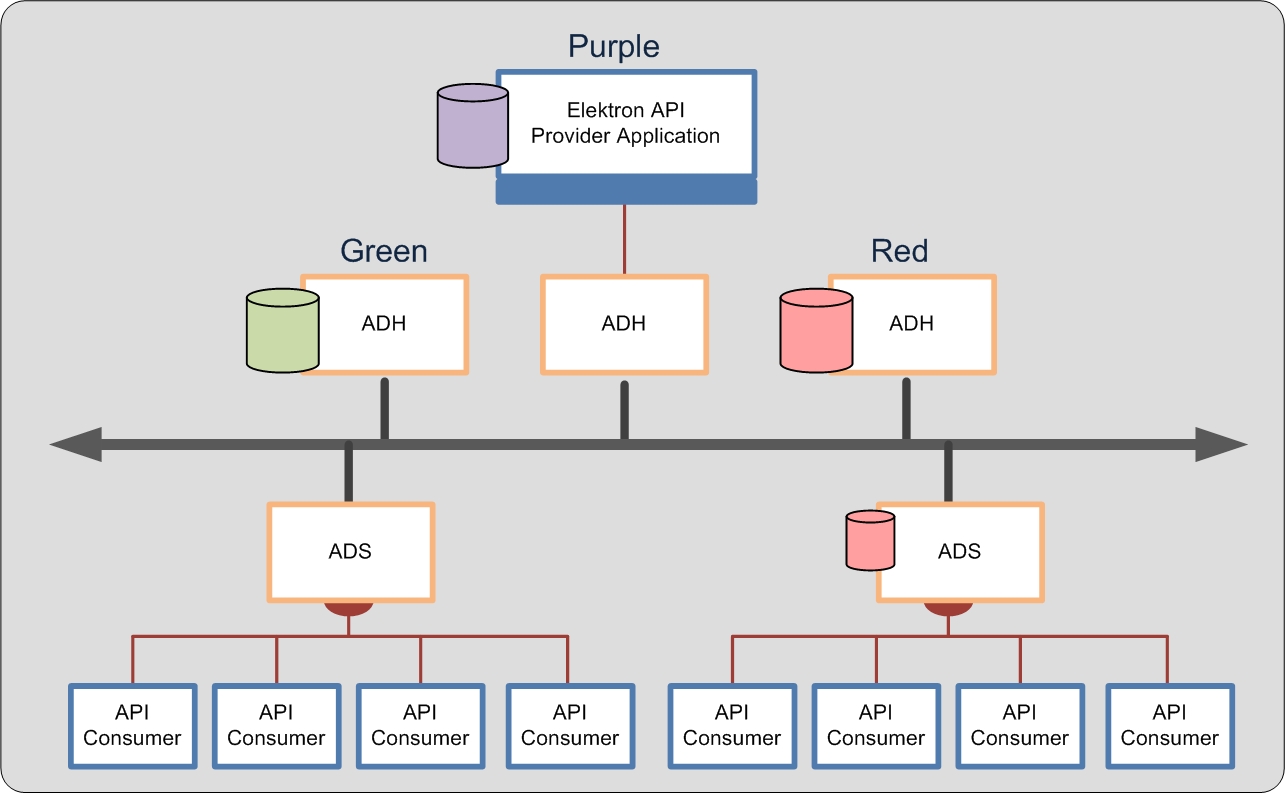 Purple
Elektron API
Provider Application
Green
Red
ADH
ADH
ADH
ADS
ADS
API
Consumer
API
Consumer
API
Consumer
API
Consumer
API
Consumer
API
Consumer
API
Consumer
API
Consumer